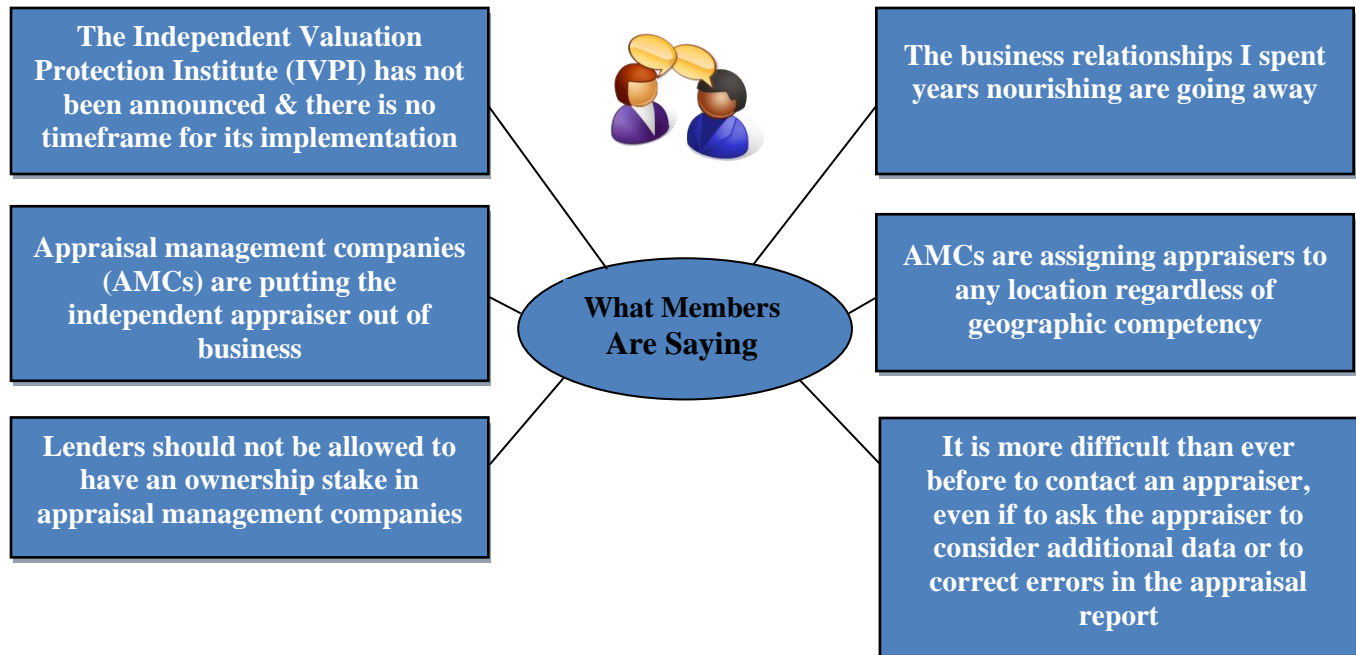 The Independent Valuation
Protection Institute (IVPI) has not
been announced & there is no
timeframe for its implementation
The business relationships I spent
years nourishing are going away
Appraisal management companies
(AMCs) are putting the
independent appraiser out of
business
What Members
Are Saying
AMCs are assigning appraisers to
any location regardless of
geographic competency
Lenders should not be allowed to
have an ownership stake in
appraisal management companies
It is more difficult than ever
before to contact an appraiser,
even if to ask the appraiser to
consider additional data or to
correct errors in the appraisal
report